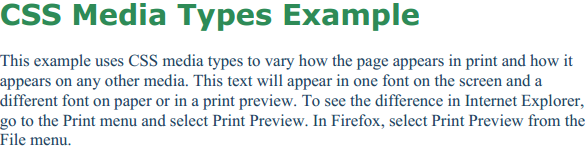 CSS Media Types Example
This example uses CSS media types to vary how the page appears in print and how it
appears on any other media. This text will appear in one font on the screen and a
different font on paper or in a print preview. To see the difference in Internet Explorer,
go to the Print menu and select Print Preview. In Firefox, select Print Preview from the
File menu.